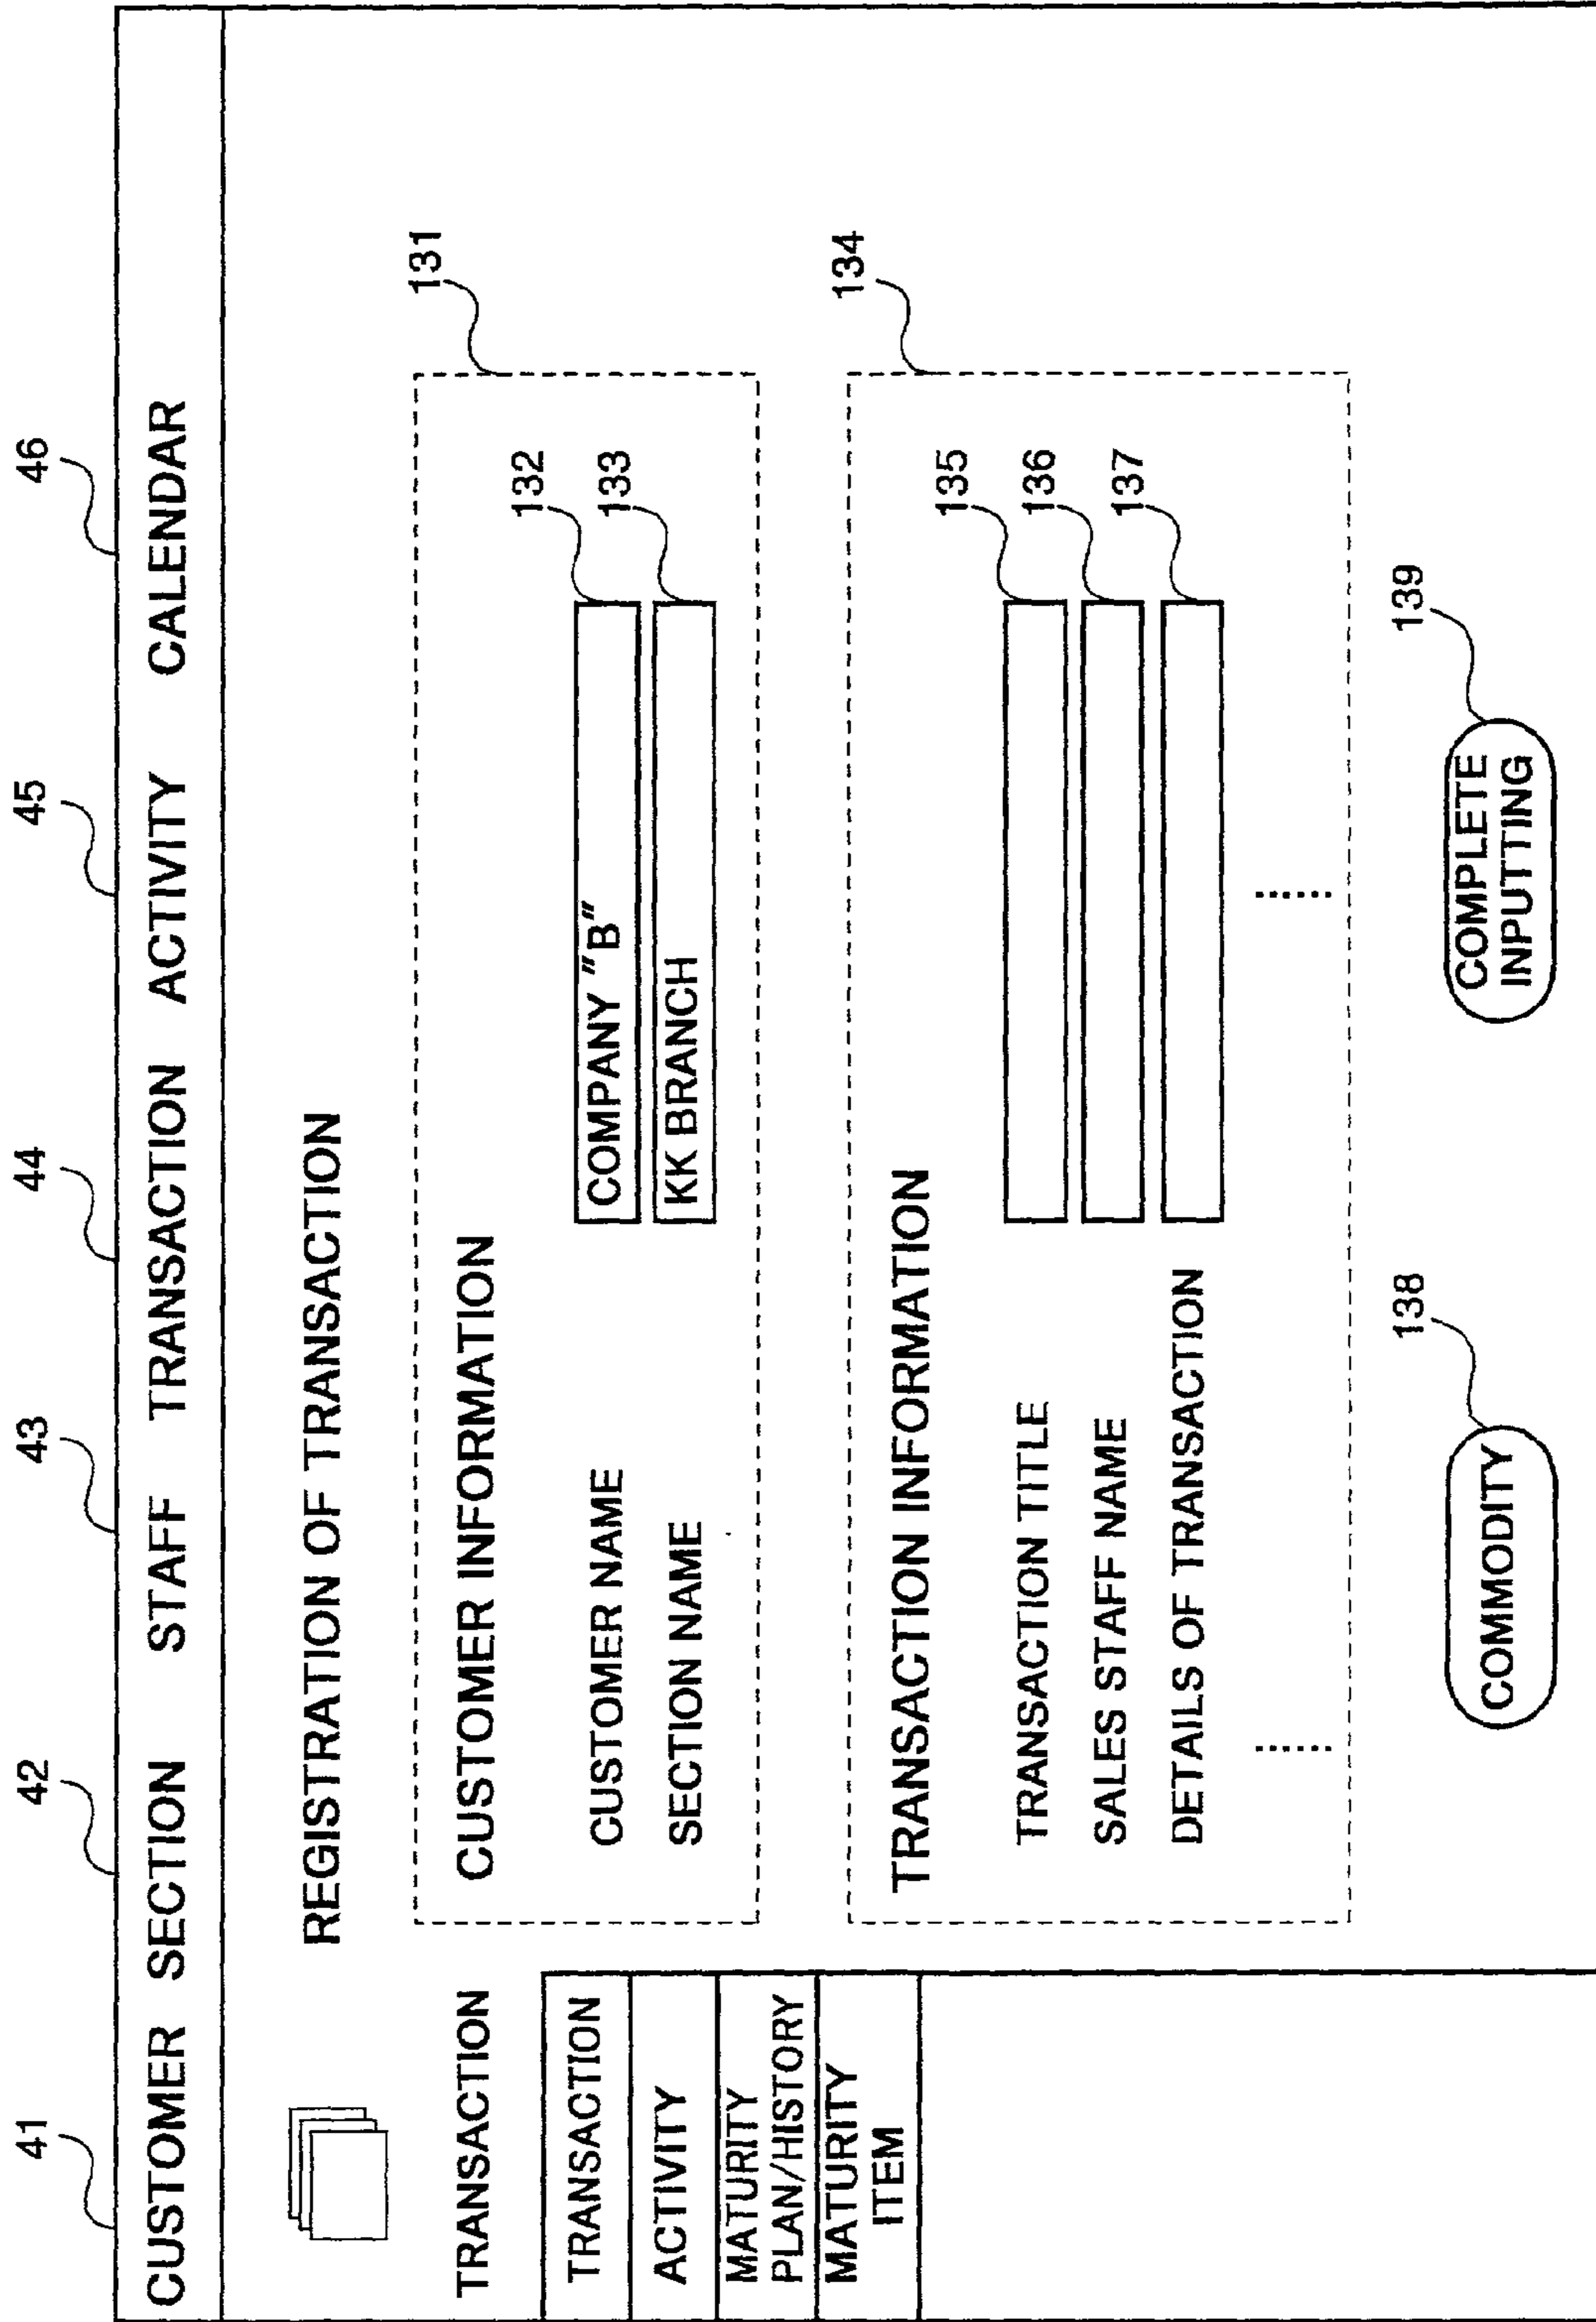 41 42 43 44 45 46
CUSTOMER SECTION STAFF TRANSACTION ACTIVITY CALENDAR
REGISTRATION OF TRANSACTION
TRANSACTION
TRANSACTION
ACTIVITY
MATURITY
PLAN/HISTORY
MATURITY
ITEM
131
CUSTOMER INFORMATION
132
CUSTOMER NAME COMPANY "B"
133
SECTION NAME KK BRANCH
134
TRANSACTION INFORMATION
135
TRANSACTION TITLE
136
SALES STAFF NAME
137
DETAILS OF TRANSACTION
...... ......
138 139
COMMODITY
COMPLETE
INPUTTING